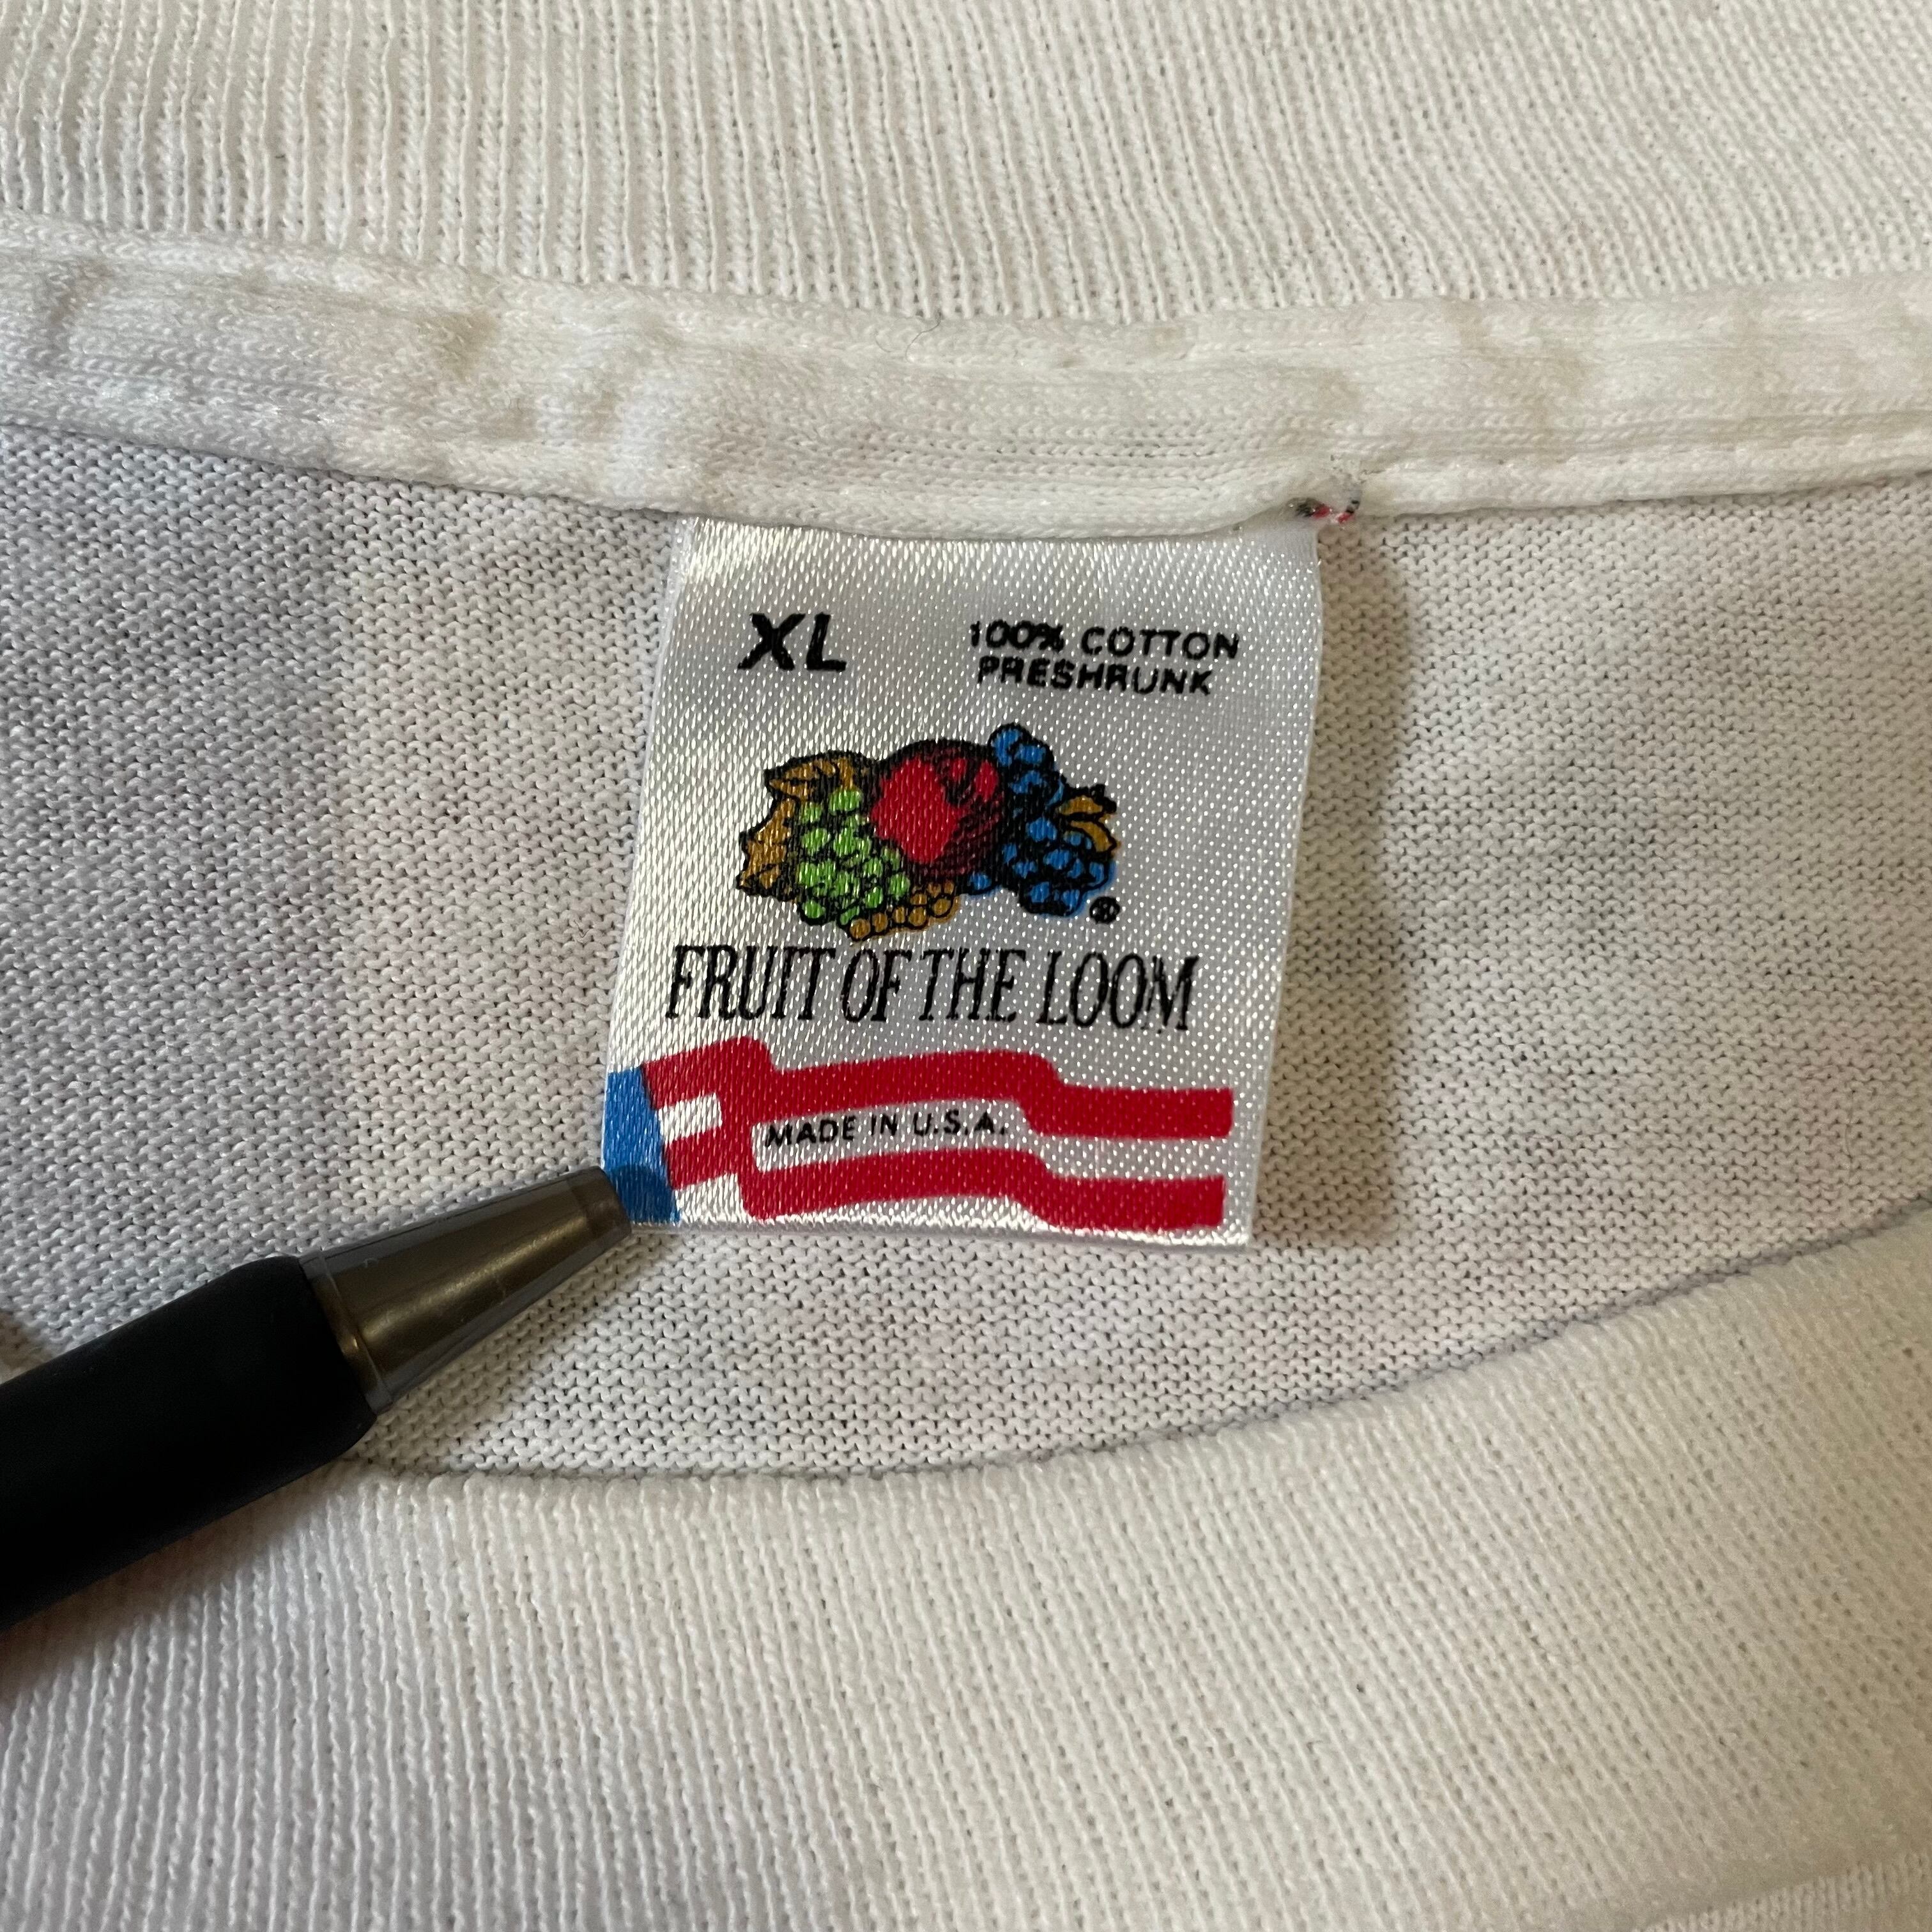 XL
100% COTTON
PRESHRUNK
®
FRUIT OF THE LOOM
MADE IN U.S.A.